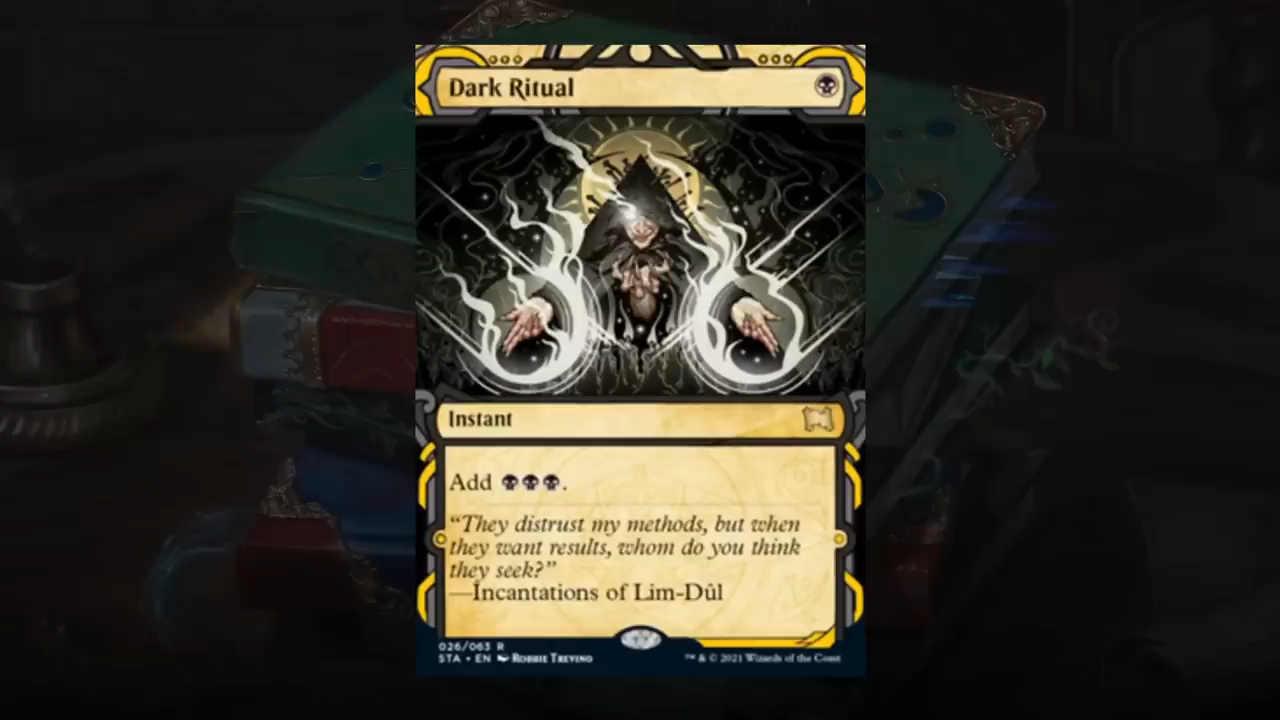 Dark Ritual
Instant
Add
“They distrust my methods, but when
they want results, whom do you think
they seek?”
—Incantations of Lim-Dûl
026/063 R
STA • EN Robbie Trevino
™ & © 2021 Wizards of the Coast